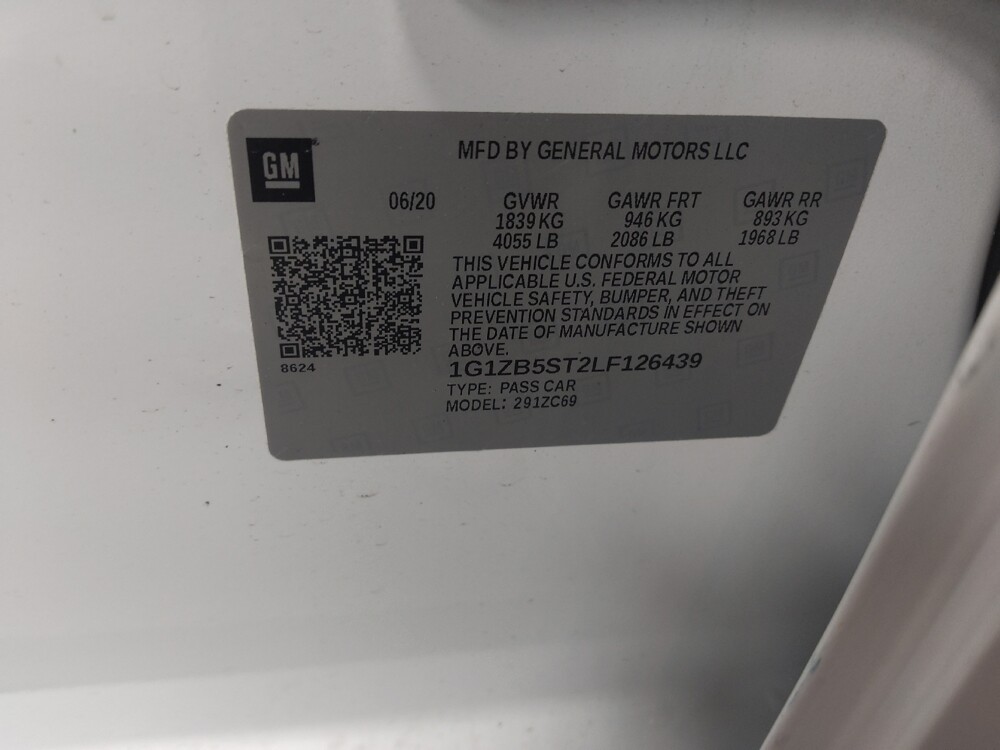 GM
MFD BY GENERAL MOTORS LLC
06/20 GVWR GAWR FRT GAWR RR
1839 KG 946 KG 893 KG
4055 LB 2086 LB 1968 LB
THIS VEHICLE CONFORMS TO ALL
APPLICABLE U.S. FEDERAL MOTOR
VEHICLE SAFETY, BUMPER, AND THEFT
PREVENTION STANDARDS IN EFFECT ON
THE DATE OF MANUFACTURE SHOWN
ABOVE.
8624
1G1ZB5ST2LF126439
TYPE: PASS CAR
MODEL: 291ZC69